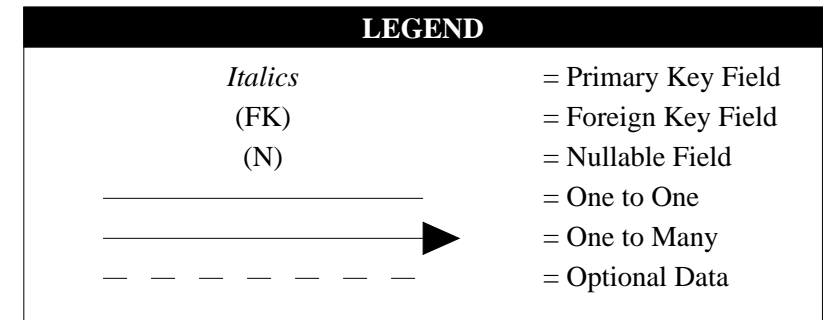 LEGEND
Italics = Primary Key Field
(FK) = Foreign Key Field
(N) = Nullable Field
= One to One
= One to Many
= Optional Data